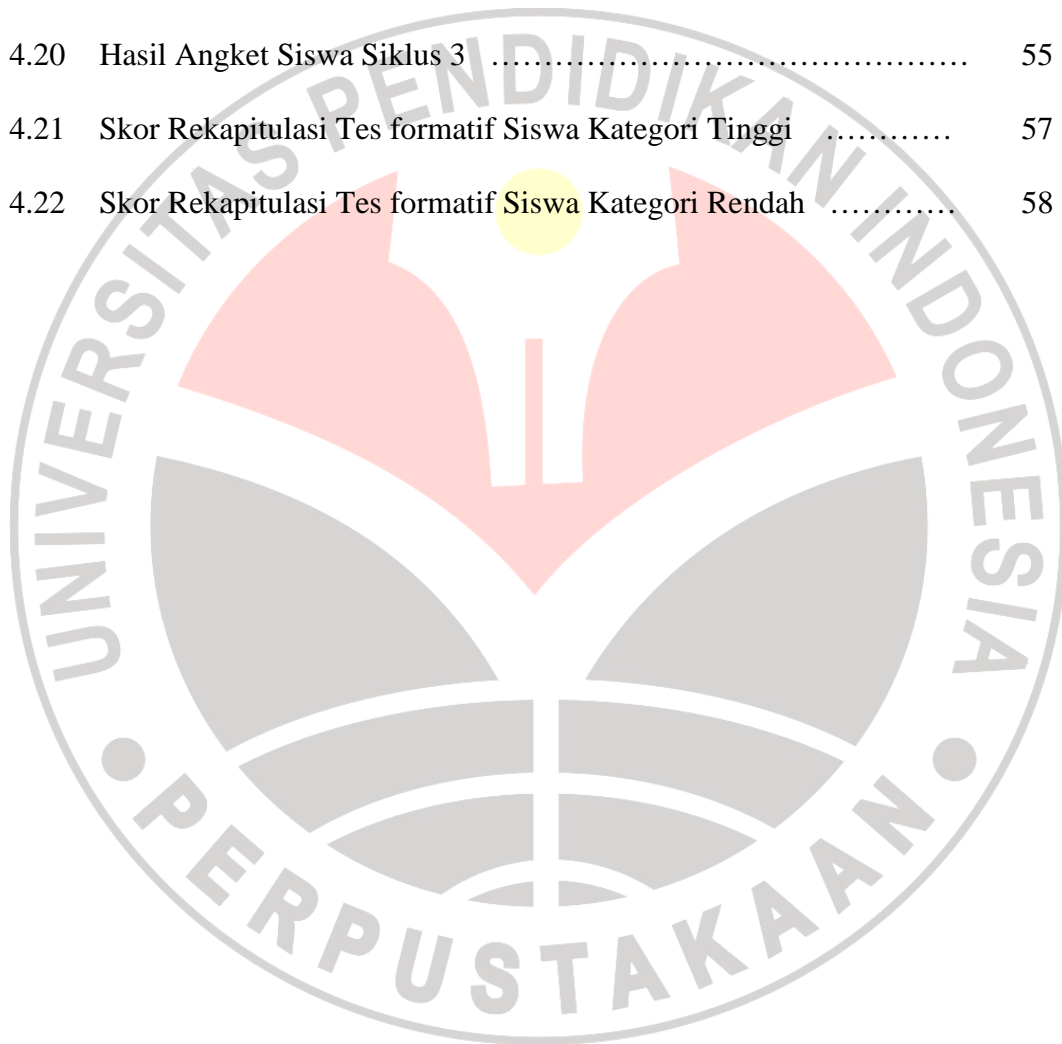 4.20 Hasil Angket Siswa Siklus 3 ………………………………………… 55
4.21 Skor Rekapitulasi Tes formatif Siswa Kategori Tinggi ………… 57
4.22 Skor Rekapitulasi Tes formatif Siswa Kategori Rendah ………… 58
UNIVERSITAS PENDIDIKAN INDONESIA
PERPUSTAKAAN